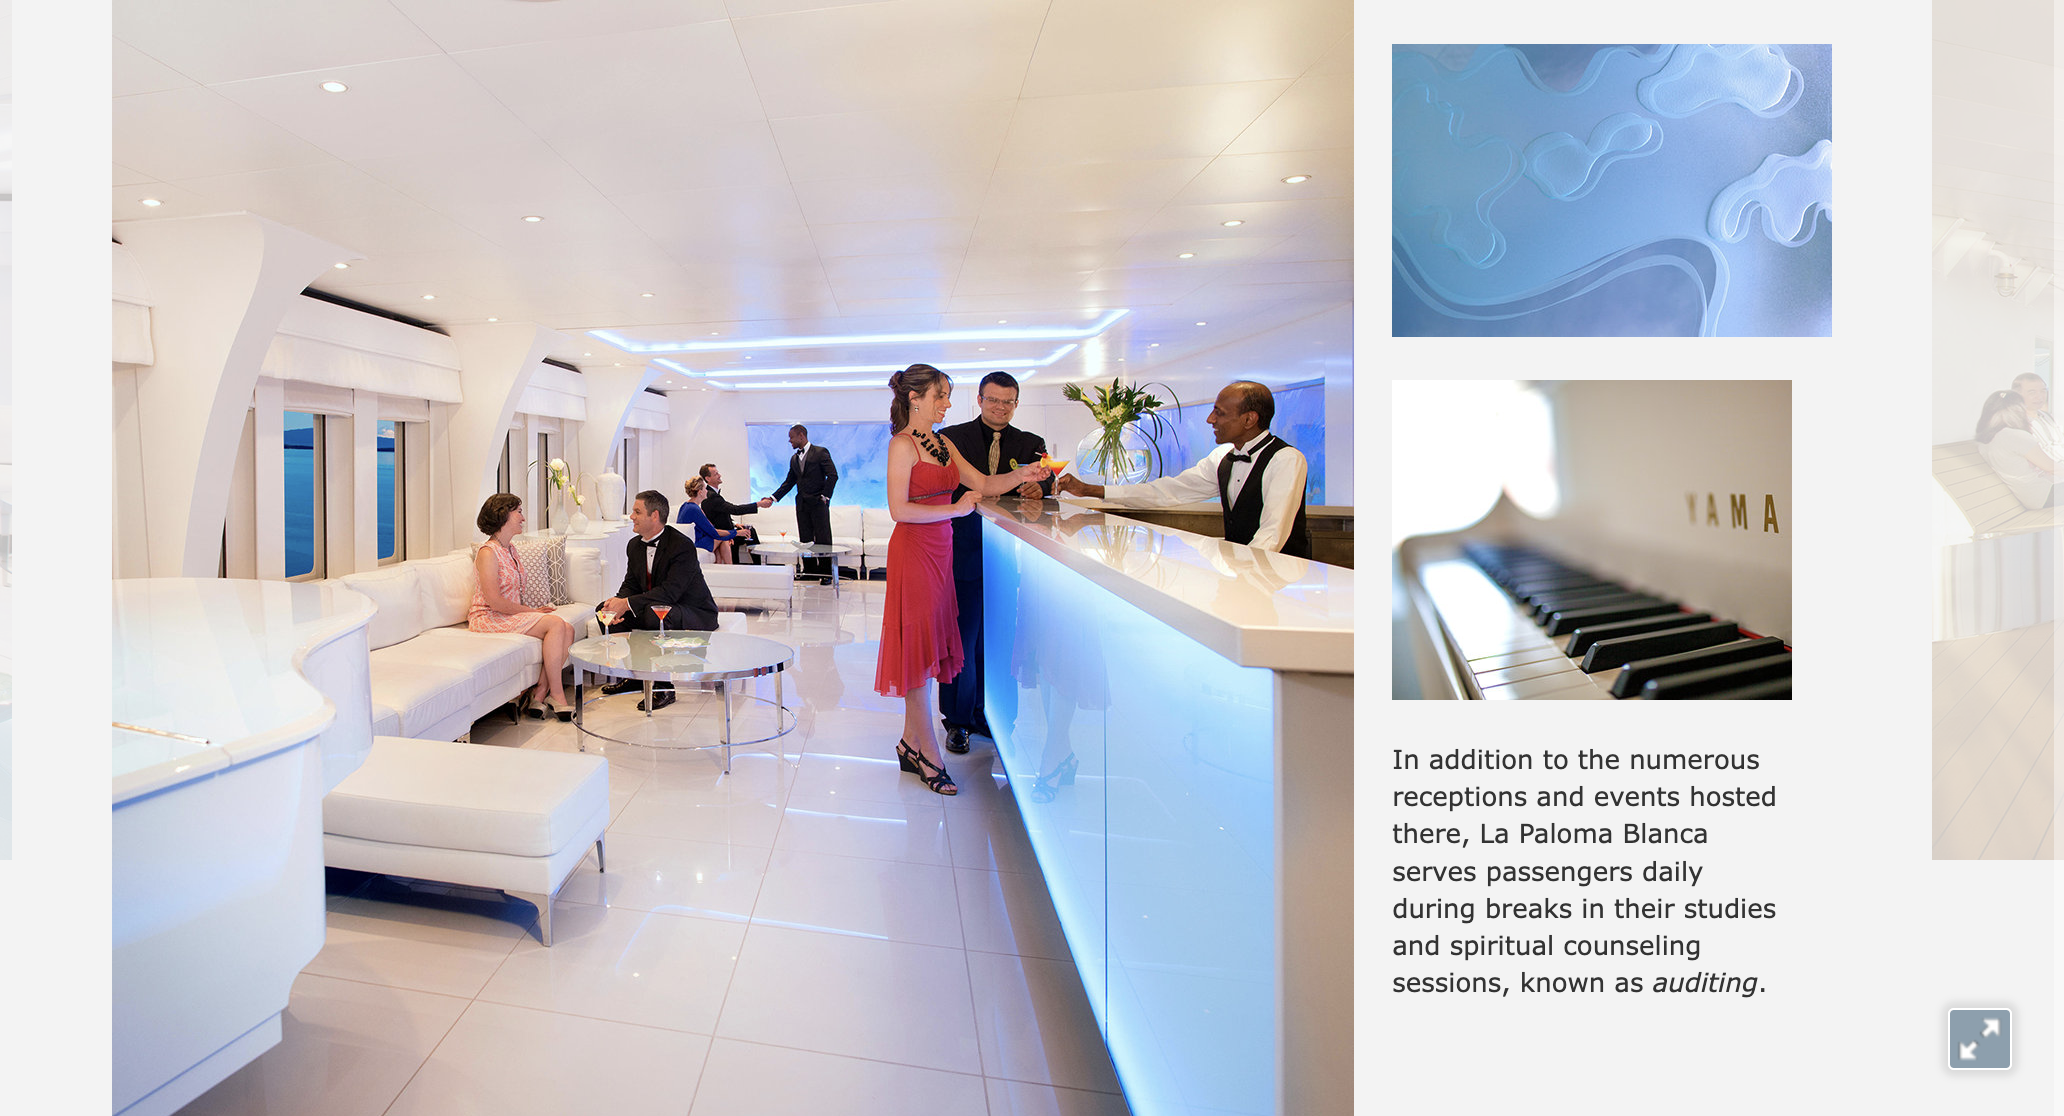 YAMA
In addition to the numerous
receptions and events hosted
there, La Paloma Blanca
serves passengers daily
during breaks in their studies
and spiritual counseling
sessions, known as auditing.